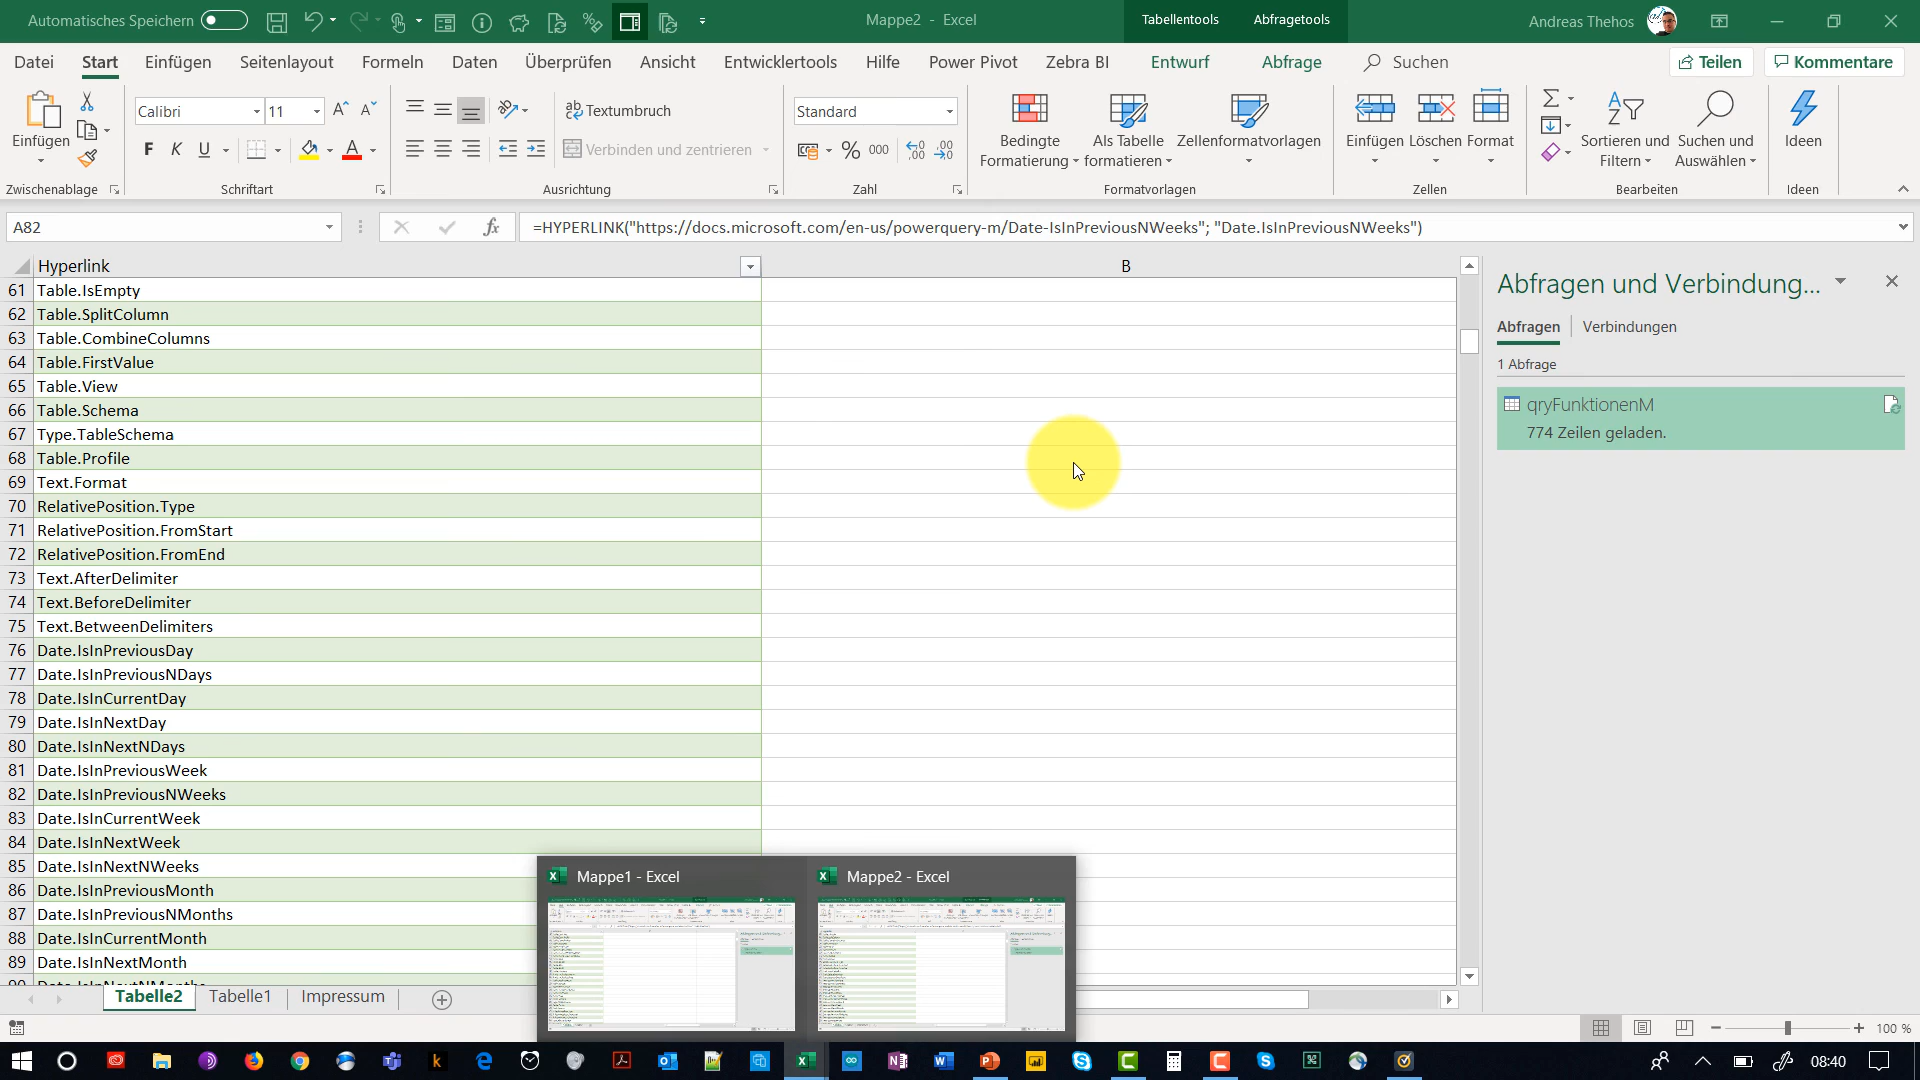 Automatisches Speichern
Mappe2 - Excel
Tabellentools
Abfragetools
Andreas Thehos
Datei Start Einfügen Seitenlayout Formeln Daten Überprüfen Ansicht Entwicklertools Hilfe Power Pivot Zebra BI Entwurf Abfrage Suchen
Teilen
Kommentare
Einfügen
Zwischenablage
Calibri
11
F K U
Schriftart
Textumbruch
Verbinden und zentrieren
Ausrichtung
Standard
% 000
Zahl
Bedingte
Formatierung
Als Tabelle
formatieren
Zellenformatvorlagen
Formatvorlagen
Einfügen Löschen Format
Zellen
Sortieren und
Filtern
Suchen und
Auswählen
Bearbeiten
Ideen
Ideen
A82
fx
=HYPERLINK("https://docs.microsoft.com/en-us/powerquery-m/Date-IsInPreviousNWeeks"; "Date.IsInPreviousNWeeks")
Hyperlink
B
61 Table.IsEmpty
62 Table.SplitColumn
63 Table.CombineColumns
64 Table.FirstValue
65 Table.View
66 Table.Schema
67 Type.TableSchema
68 Table.Profile
69 Text.Format
70 RelativePosition.Type
71 RelativePosition.FromStart
72 RelativePosition.FromEnd
73 Text.AfterDelimiter
74 Text.BeforeDelimiter
75 Text.BetweenDelimiters
76 Date.IsInPreviousDay
77 Date.IsInPreviousNDays
78 Date.IsInCurrentDay
79 Date.IsInNextDay
80 Date.IsInNextNDays
81 Date.IsInPreviousWeek
82 Date.IsInPreviousNWeeks
83 Date.IsInCurrentWeek
84 Date.IsInNextWeek
85 Date.IsInNextNWeeks
86 Date.IsInPreviousMonth
87 Date.IsInPreviousNMonths
88 Date.IsInCurrentMonth
89 Date.IsInNextMonth
90 Date.IsInNextNMonths
Abfragen und Verbindung...
Abfragen
Verbindungen
1 Abfrage
qryFunktionenM
774 Zeilen geladen.
Mappe1 - Excel
Mappe2 - Excel
Tabelle2
Tabelle1
Impressum
100 %
08:40